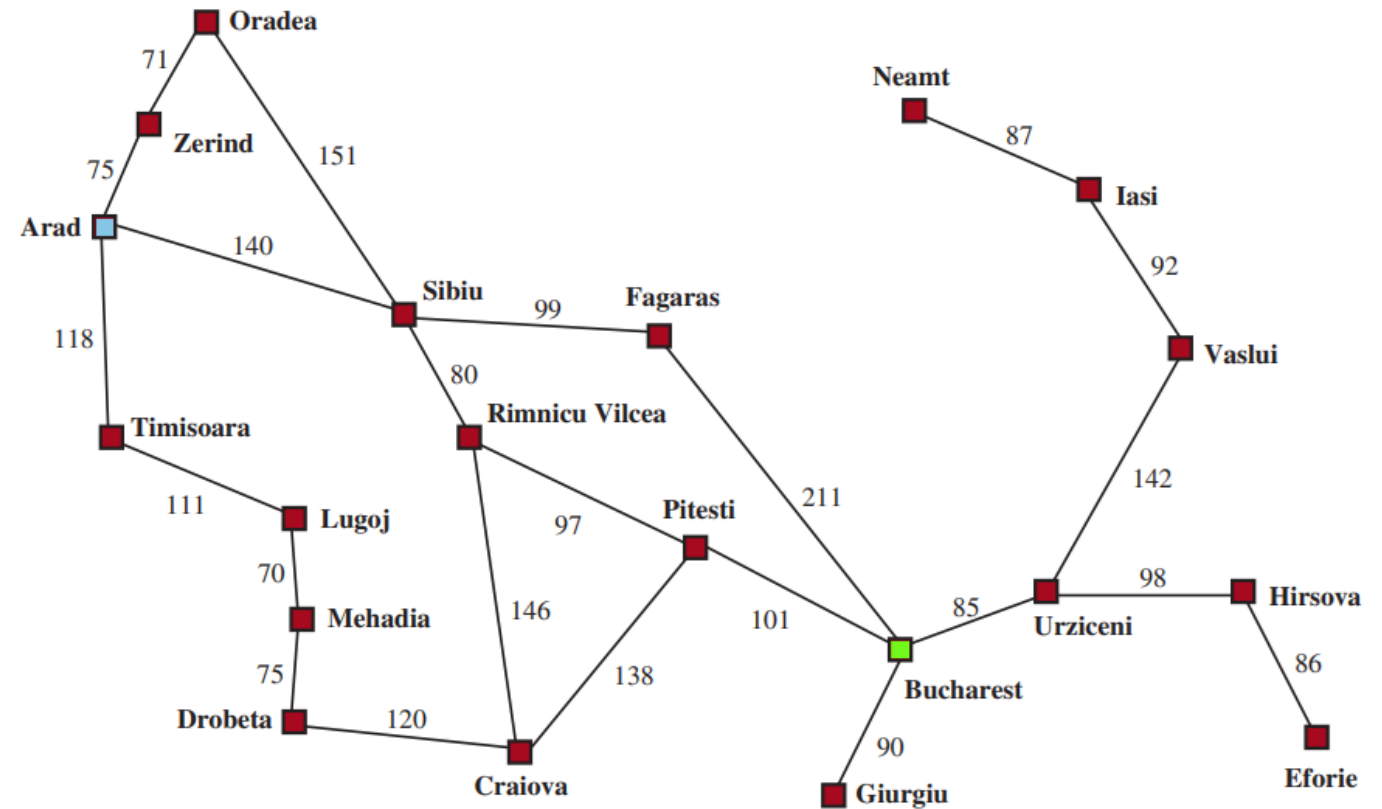 Oradea
71
Neamt
87
Zerind
151
75
Iasi
Arad
140
92
Sibiu
Fagaras
99
118
Vaslui
80
Rimnicu Vilcea
Timisoara
142
211
111
Lugoj
97
Pitesti
70
98
Hirsova
146
101
85
Mehadia
Urziceni
86
75
138
Bucharest
Drobeta
120
90
Craiova
Eforie
Giurgiu